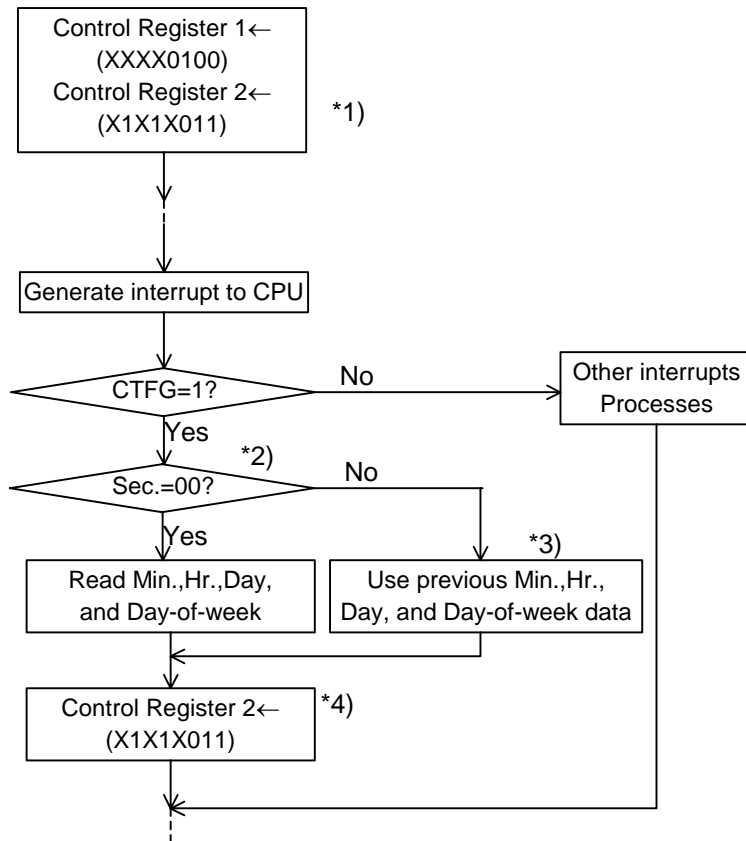 Control Register 1←
(XXXX0100)
Control Register 2←
(X1X1X011)
*1)
Generate interrupt to CPU
CTFG=1?
No
Other interrupts
Processes
Yes
*2)
Sec.=00?
No
Yes
*3)
Read Min.,Hr.,Day,
and Day-of-week
Use previous Min.,Hr.,
Day, and Day-of-week data
Control Register 2←
(X1X1X011)
*4)